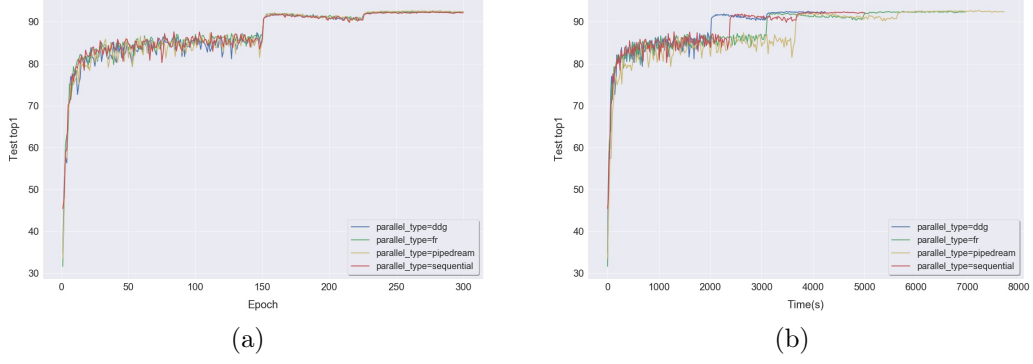 90
80
70
60
50
40
30
Test top1
0
50
100
150
200
250
300
Epoch
parallel_type=ddg
parallel_type=fr
parallel_type=pipedream
parallel_type=sequential
(a)
90
80
70
60
50
40
30
Test top1
0
1000
2000
3000
4000
5000
6000
7000
8000
Time(s)
parallel_type=ddg
parallel_type=fr
parallel_type=pipedream
parallel_type=sequential
(b)